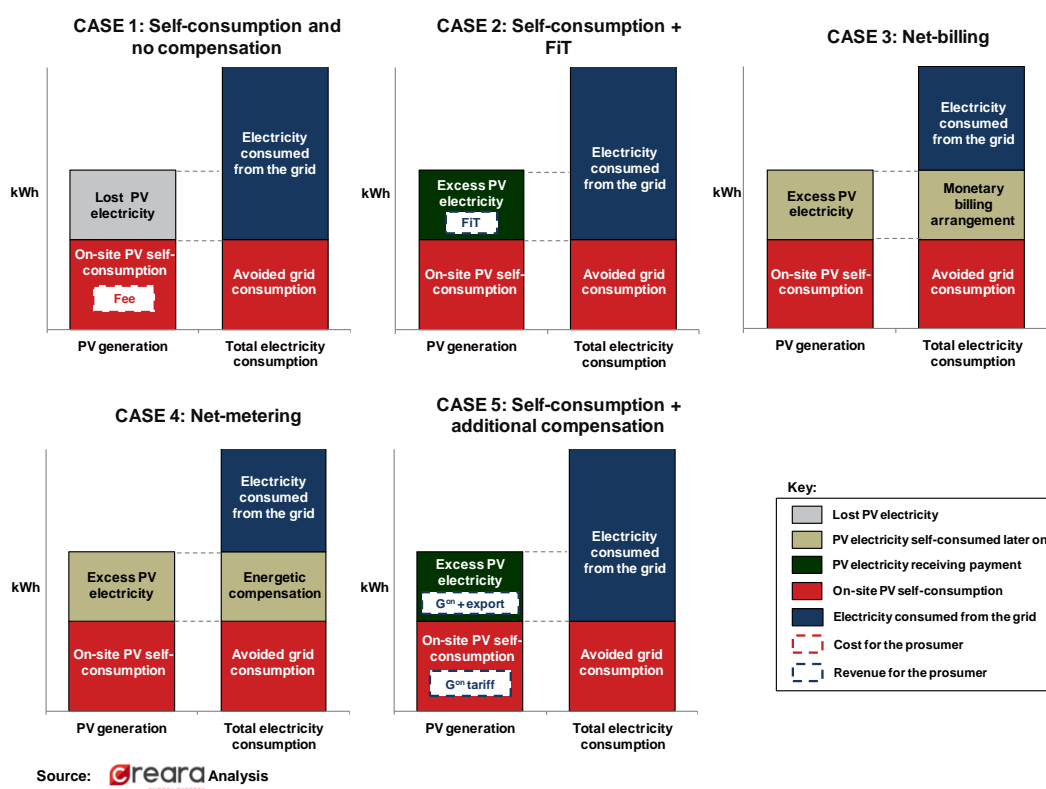 CASE 1: Self-consumption and
no compensation
kWh
Lost PV
electricity
On-site PV self-
consumption
Fee
Electricity
consumed
from the grid
Avoided grid
consumption
PV generation
Total electricity
consumption
CASE 2: Self-consumption +
FiT
kWh
Excess PV
electricity
FiT
On-site PV self-
consumption
Electricity
consumed
from the grid
Avoided grid
consumption
PV generation
Total electricity
consumption
CASE 3: Net-billing
kWh
Excess PV
electricity
On-site PV self-
consumption
Electricity
consumed
from the grid
Monetary
billing
arrangement
Avoided grid
consumption
PV generation
Total electricity
consumption
CASE 4: Net-metering
kWh
Excess PV
electricity
On-site PV self-
consumption
Electricity
consumed
from the grid
Energetic
compensation
Avoided grid
consumption
PV generation
Total electricity
consumption
CASE 5: Self-consumption +
additional compensation
kWh
Excess PV
electricity
Gᵒⁿ + export
On-site PV self-
consumption
Gᵒⁿ tariff
Electricity
consumed
from the grid
Avoided grid
consumption
PV generation
Total electricity
consumption
Key:
Lost PV electricity
PV electricity self-consumed later on
PV electricity receiving payment
On-site PV self-consumption
Electricity consumed from the grid
Cost for the prosumer
Revenue for the prosumer
Source: creara Analysis